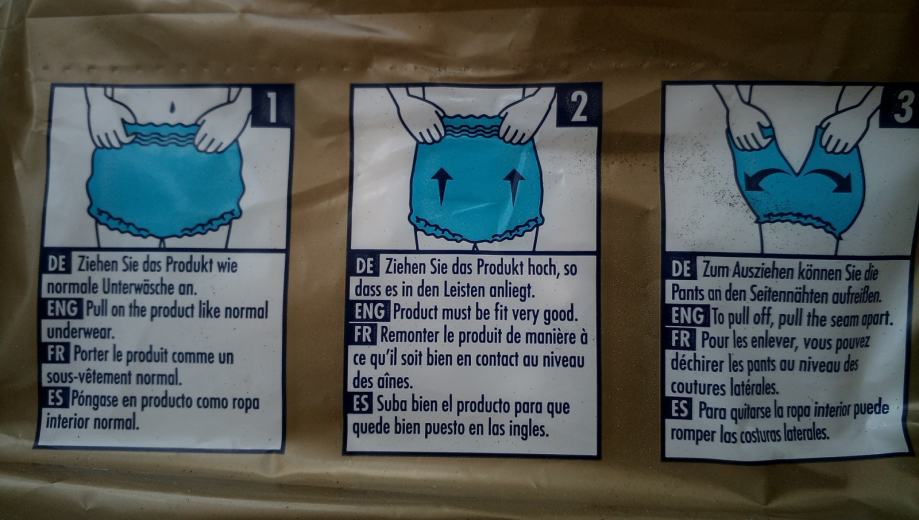 1
DE Ziehen Sie das Produkt wie
normale Unterwäsche an.
ENG Pull on the product like normal
underwear.
FR Porter le produit comme un
sous-vêtement normal.
ES Póngase en producto como ropa
interior normal.
2
DE Ziehen Sie das Produkt hoch, so
dass es in den Leisten anliegt.
ENG Product must be fit very good.
FR Remonter le produit de manière à
ce qu'il soit bien en contact au niveau
des aînes.
ES Suba bien el producto para que
quede bien puesto en las ingles.
3
DE Zum Ausziehen können Sie die
Pants an den Seitennähten aufreißen.
ENG To pull off, pull the seam apart.
FR Pour les enlever, vous pouvez
déchirer les pants au niveau des
coutures latérales.
ES Para quitarse la ropa interior puede
romper las costuras laterales.